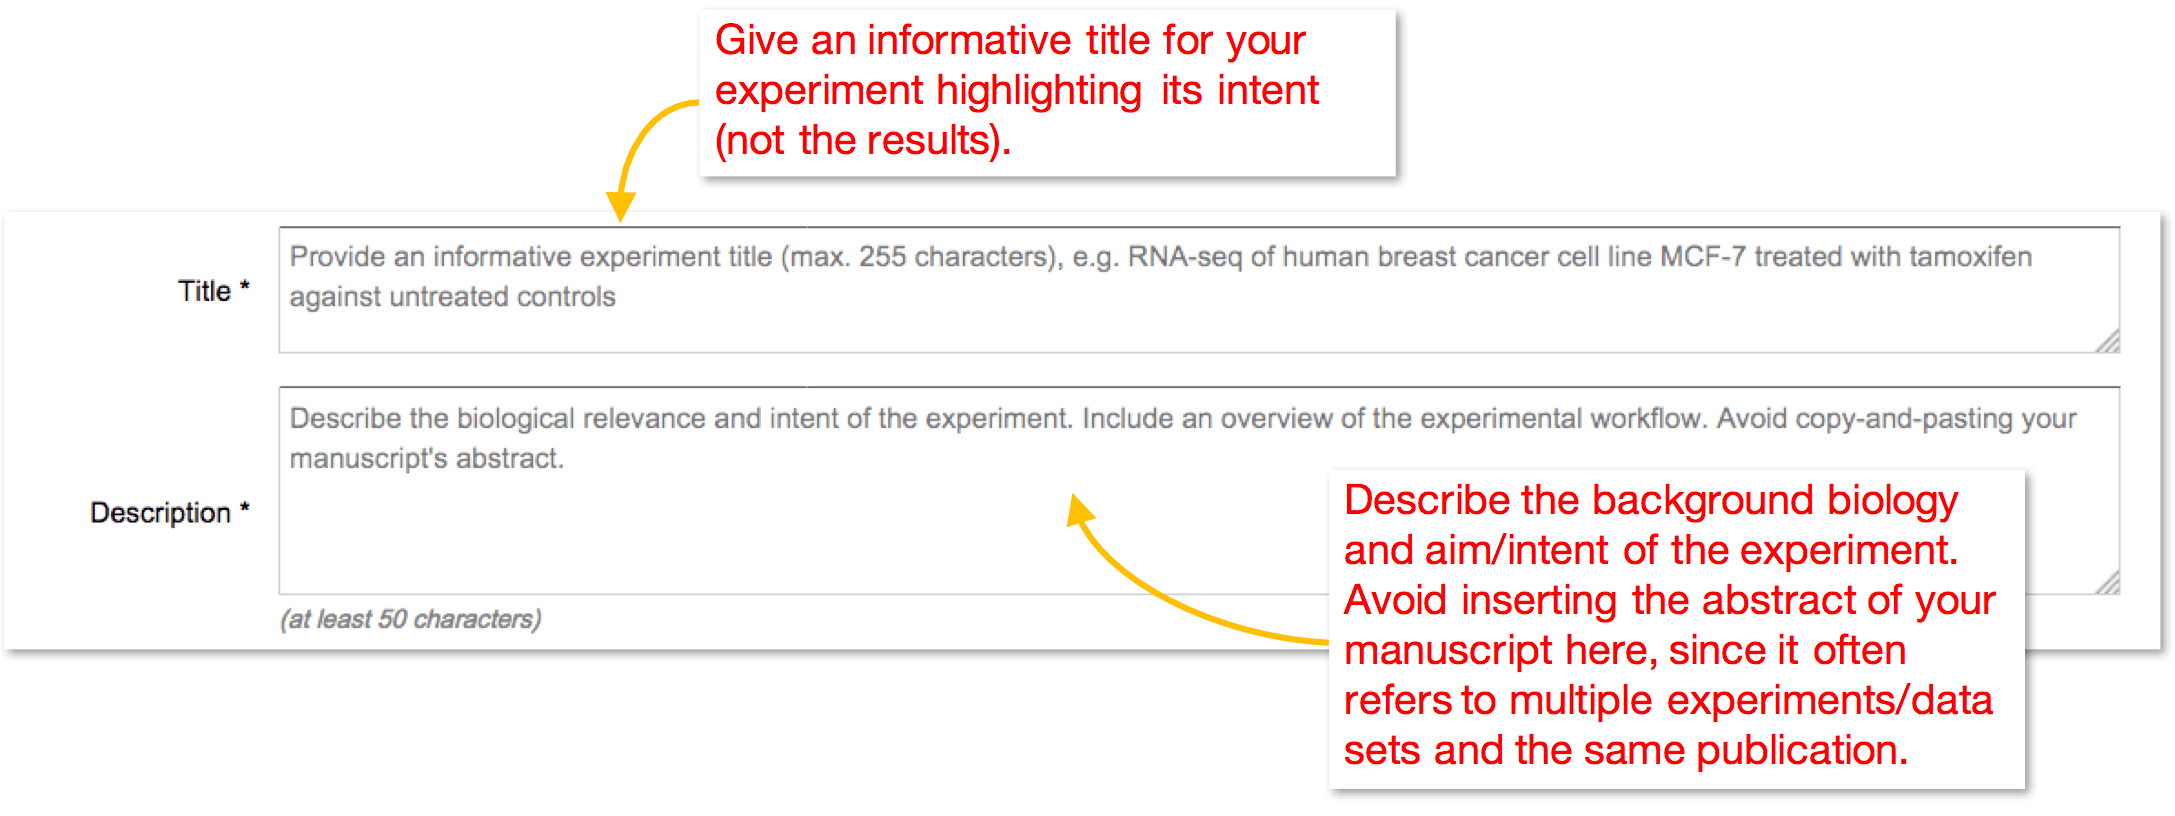 Give an informative title for your
experiment highlighting its intent
(not the results).
Title *
Provide an informative experiment title (max. 255 characters), e.g. RNA-seq of human breast cancer cell line MCF-7 treated with tamoxifen
against untreated controls
Description *
Describe the biological relevance and intent of the experiment. Include an overview of the experimental workflow. Avoid copy-and-pasting your
manuscript's abstract.
(at least 50 characters)
Describe the background biology
and aim/intent of the experiment.
Avoid inserting the abstract of your
manuscript here, since it often
refers to multiple experiments/data
sets and the same publication.